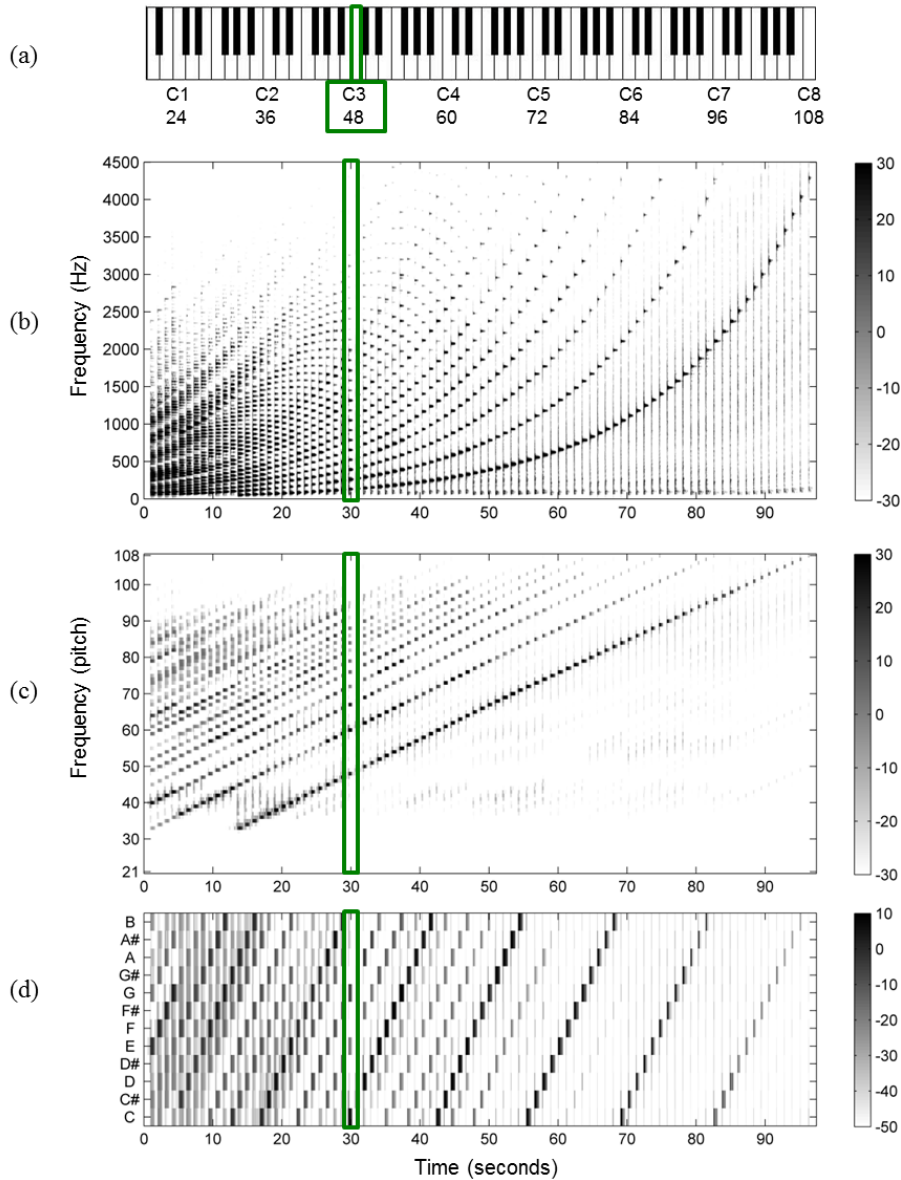 (a)
C1 C2 C3 C4 C5 C6 C7 C8
24 36 48 60 72 84 96 108
(b)
Frequency (Hz)
4500
4000
3500
3000
2500
2000
1500
1000
500
0
0 10 20 30 40 50 60 70 80 90
30
20
10
0
-10
-20
-30
(c)
Frequency (pitch)
108
100
90
80
70
60
50
40
30
21
0 10 20 30 40 50 60 70 80 90
30
20
10
0
-10
-20
-30
(d)
B
A#
A
G#
G
F#
F
E
D#
D
C#
C
0 10 20 30 40 50 60 70 80 90
10
0
-10
-20
-30
-40
-50
Time (seconds)